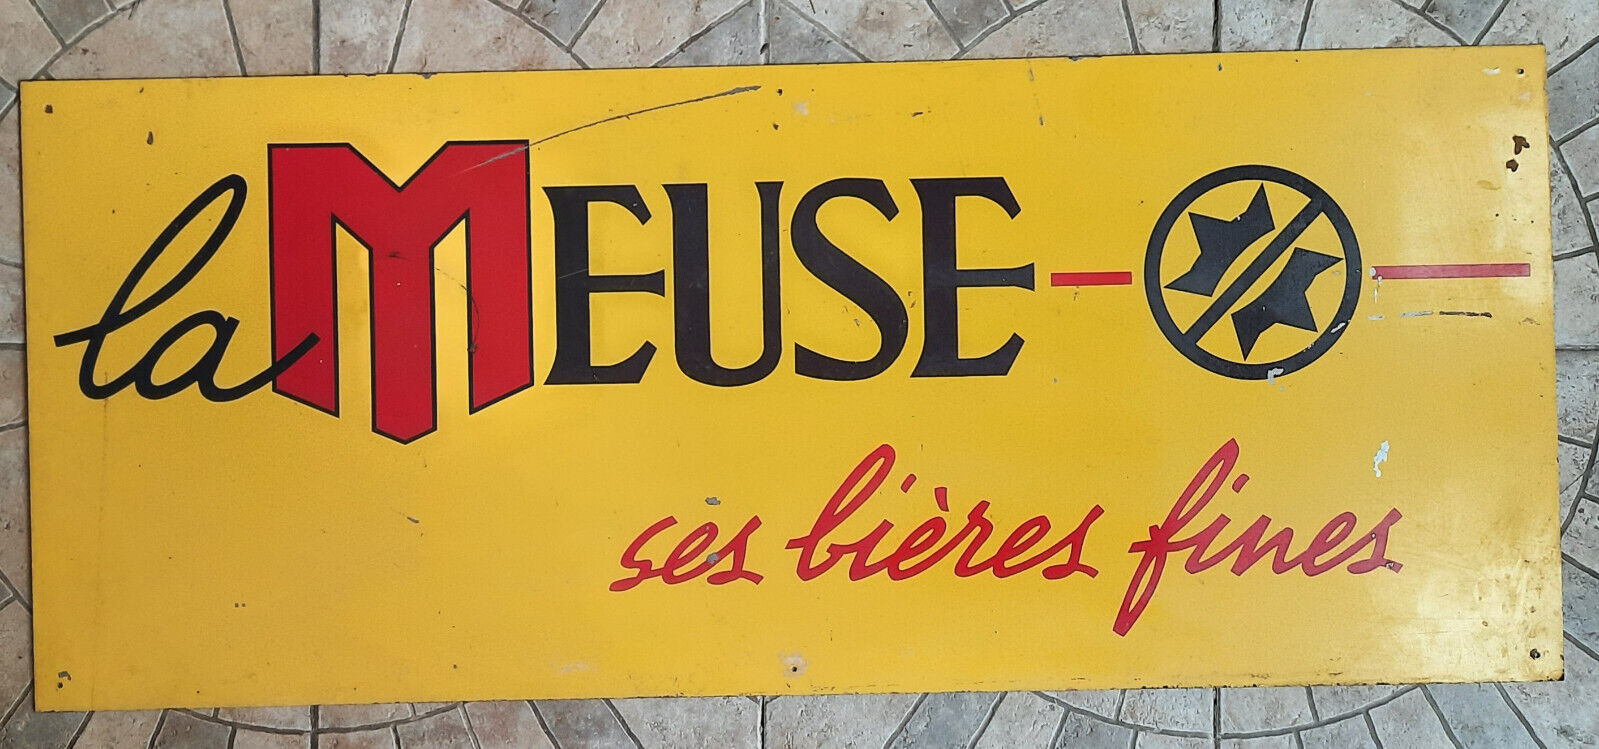 la MEUSE
ses bières fines